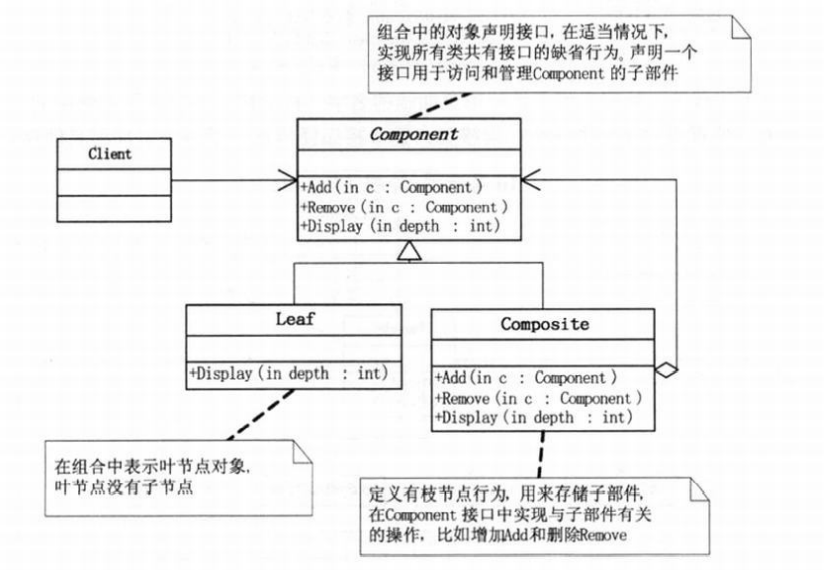 组合中的对象声明接口,在适当情况下,
实现所有类共有接口的缺省行为。声明一个
接口用于访问和管理Component 的子部件
Component
Client
+Add(in c : Component)
+Remove(in c : Component)
+Display(in depth : int)
Leaf
Composite
+Display(in depth : int)
+Add(in c : Component)
+Remove(in c : Component)
+Display(in depth : int)
在组合中表示叶节点对象,
叶节点没有子节点
定义有枝节点行为,用来存储子部件,
在Component 接口中实现与子部件有关
的操作,比如增加Add和删除Remove